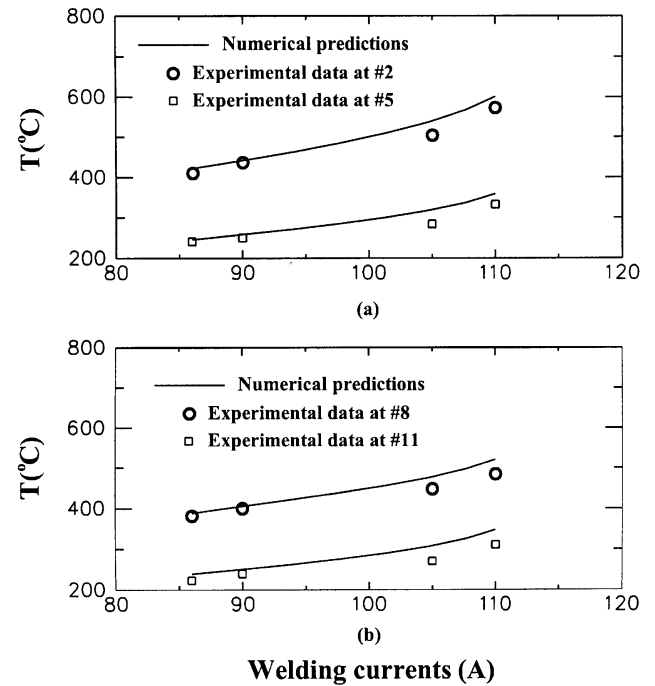 800
Numerical predictions
Experimental data at #2
Experimental data at #5
600
T(°C)
400
200
80 90 100 110 120
(a)
800
Numerical predictions
Experimental data at #8
Experimental data at #11
600
T(°C)
400
200
80 90 100 110 120
(b)
Welding currents (A)